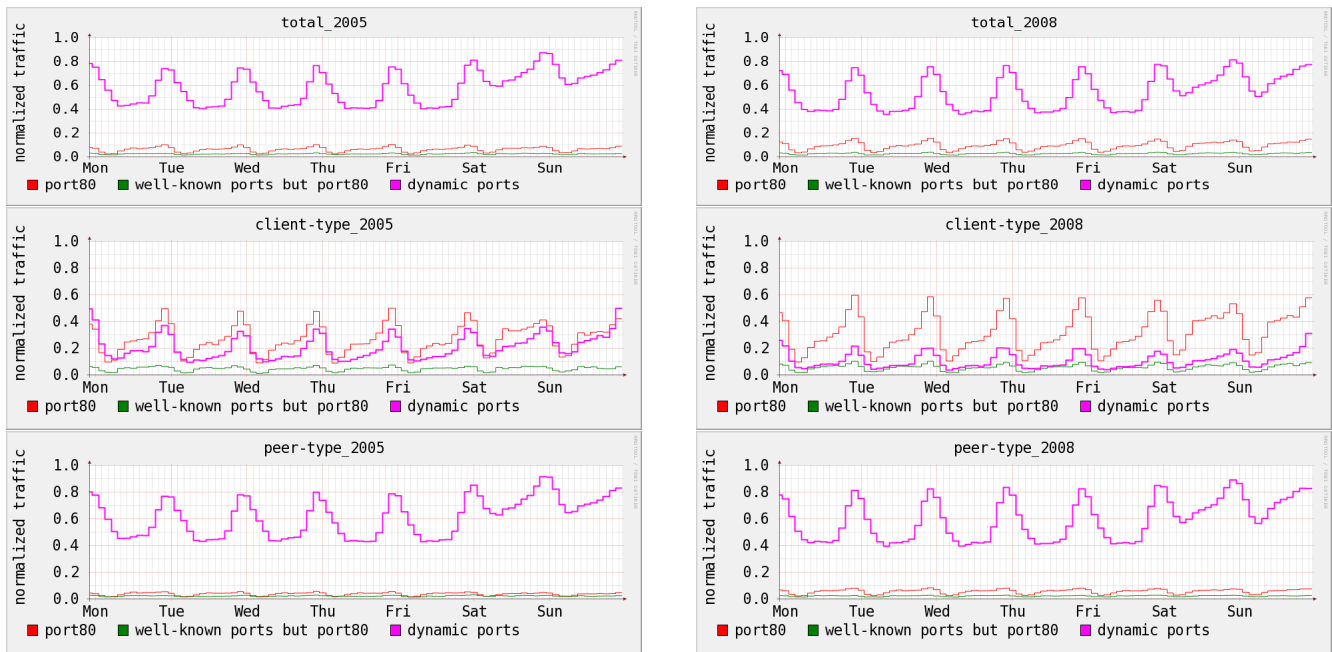 total_2005
normalized traffic
1.0
0.8
0.6
0.4
0.2
0.0
Mon Tue Wed Thu Fri Sat Sun
port80 well-known ports but port80 dynamic ports
total_2008
normalized traffic
1.0
0.8
0.6
0.4
0.2
0.0
Mon Tue Wed Thu Fri Sat Sun
port80 well-known ports but port80 dynamic ports
client-type_2005
normalized traffic
1.0
0.8
0.6
0.4
0.2
0.0
Mon Tue Wed Thu Fri Sat Sun
port80 well-known ports but port80 dynamic ports
client-type_2008
normalized traffic
1.0
0.8
0.6
0.4
0.2
0.0
Mon Tue Wed Thu Fri Sat Sun
port80 well-known ports but port80 dynamic ports
peer-type_2005
normalized traffic
1.0
0.8
0.6
0.4
0.2
0.0
Mon Tue Wed Thu Fri Sat Sun
port80 well-known ports but port80 dynamic ports
peer-type_2008
normalized traffic
1.0
0.8
0.6
0.4
0.2
0.0
Mon Tue Wed Thu Fri Sat Sun
port80 well-known ports but port80 dynamic ports